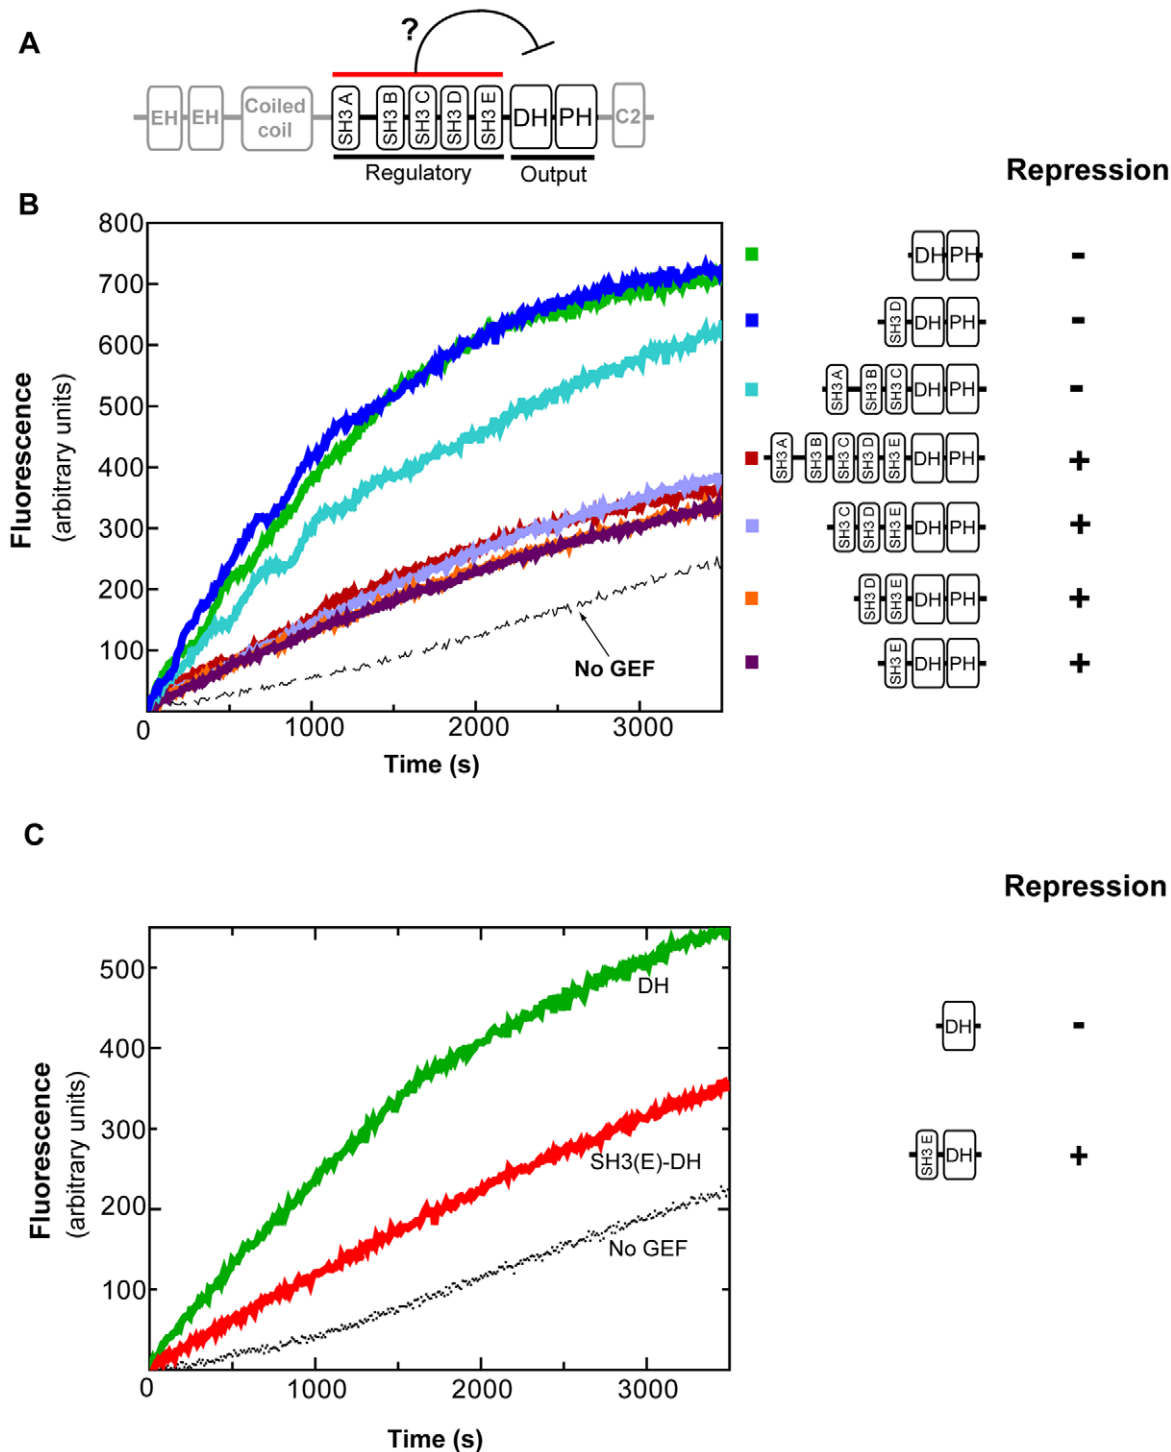 A
?
EH EH Coiled coil SH3 A SH3 B SH3 C SH3 D SH3 E DH PH C2
Regulatory Output
Repression
B
Fluorescence
(arbitrary units)
800
700
600
500
400
300
200
100
0 1000 2000 3000
Time (s)
No GEF
DH PH -
SH3 D DH PH -
SH3 A SH3 B SH3 C DH PH -
SH3 A SH3 B SH3 C SH3 D SH3 E DH PH +
SH3 C SH3 D SH3 E DH PH +
SH3 D SH3 E DH PH +
SH3 E DH PH +
C
Repression
Fluorescence
(arbitrary units)
500
400
300
200
100
0 1000 2000 3000
Time (s)
DH
SH3(E)-DH
No GEF
DH -
SH3 E DH +